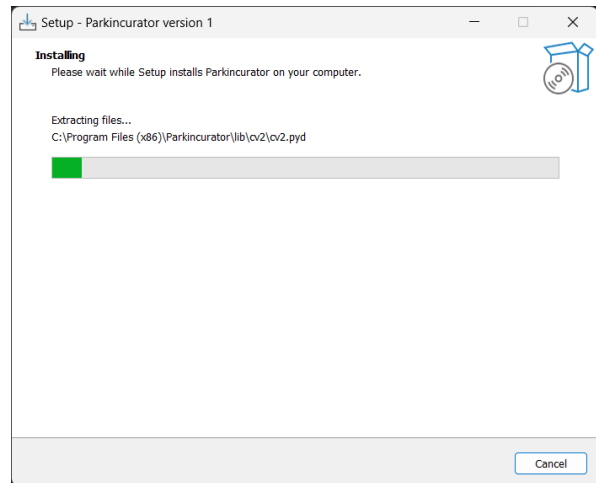 Setup - Parkincurator version 1
Installing
Please wait while Setup installs Parkincurator on your computer.
Extracting files...
C:\Program Files (x86)\Parkincurator\lib\cv2\cv2.pyd
Cancel